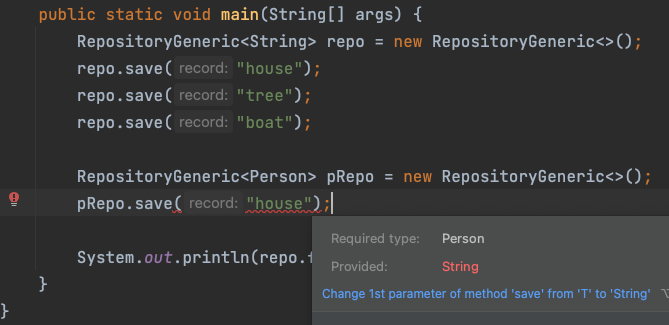 public static void main(String[] args) {
RepositoryGeneric<String> repo = new RepositoryGeneric<>();
repo.save( record: "house");
repo.save( record: "tree");
repo.save( record: "boat");
RepositoryGeneric<Person> pRepo = new RepositoryGeneric<>();
pRepo.save( record: "house");
System.out.println(repo.
Required type: Person
Provided: String
Change 1st parameter of method 'save' from 'T' to 'String' ⌥
}
}